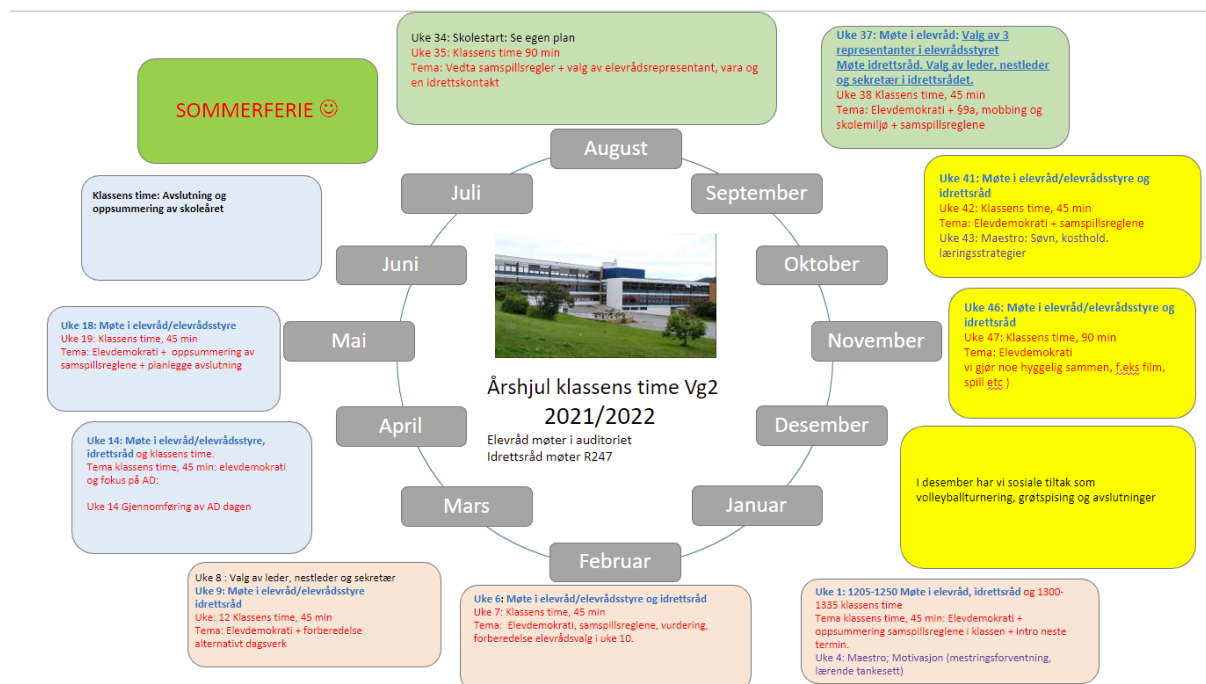 Uke 34: Skolestart: Se egen plan
Uke 35: Klassens time 90 min
Tema: Vedta samspillsregler + valg av elevrådsrepresentant, vara og
en idrettskontakt
Uke 37: Møte i elevråd: Valg av 3
representanter i elevrådsstyret
Møte idrettsråd. Valg av leder, nestleder
og sekretær i idrettsrådet.
Uke 38 Klassens time, 45 min
Tema: Elevdemokrati + §9a, mobbing og
skolemiljø + samspillsreglene
SOMMERFERIE ☺
August
September
Juli
Klassens time: Avslutning og
oppsummering av skoleåret
Uke 41: Møte i elevråd/elevrådsstyre og
idrettsråd
Uke 42: Klassens time, 45 min
Tema: Elevdemokrati + samspillsreglene
Uke 43: Maestro: Søvn, kosthold.
læringsstrategier
Juni
Oktober
Uke 18: Møte i elevråd/elevrådsstyre
Uke 19: Klassens time, 45 min
Tema: Elevdemokrati + oppsummering av
samspillsreglene + planlegge avslutning
Mai
November
Uke 46: Møte i elevråd/elevrådsstyre og
idrettsråd
Uke 47: Klassens time, 90 min
Tema: Elevdemokrati
vi gjør noe hyggelig sammen, f.eks film,
spill etc )
Årshjul klassens time Vg2
2021/2022
Elevråd møter i auditoriet
Idrettsråd møter R247
April
Desember
Uke 14: Møte i elevråd/elevrådsstyre,
idrettsråd og klassens time.
Tema klassens time, 45 min: elevdemokrati
og fokus på AD:
Uke 14 Gjennomføring av AD dagen
I desember har vi sosiale tiltak som
volleyballturnering, grøtspising og avslutninger
Mars
Januar
Februar
Uke 8 : Valg av leder, nestleder og sekretær
Uke 9: Møte i elevråd/elevrådsstyre
idrettsråd
Uke: 12 Klassens time, 45 min
Tema: Elevdemokrati + forberedelse
alternativt dagsverk
Uke 6: Møte i elevråd/elevrådsstyre og idrettsråd
Uke 7: Klassens time, 45 min
Tema: Elevdemokrati, samspillsreglene, vurdering,
forberedelse elevrådsvalg i uke 10.
Uke 1: 1205-1250 Møte i elevråd, idrettsråd og 1300-
1335 klassens time
Tema klassens time, 45 min: Elevdemokrati +
oppsummering samspillsreglene i klassen + intro neste
termin.
Uke 4: Maestro; Motivasjon (mestringsforventning,
lærende tankesett)